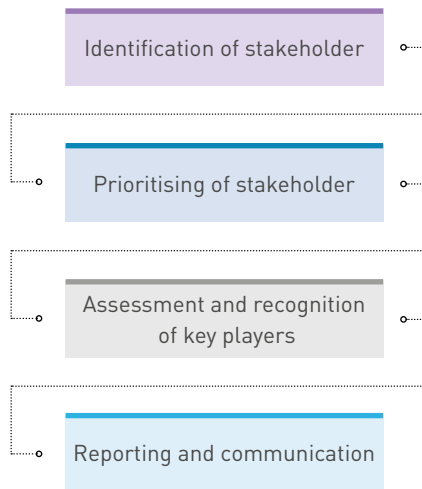 Identification of stakeholder
Prioritising of stakeholder
Assessment and recognition
of key players
Reporting and communication